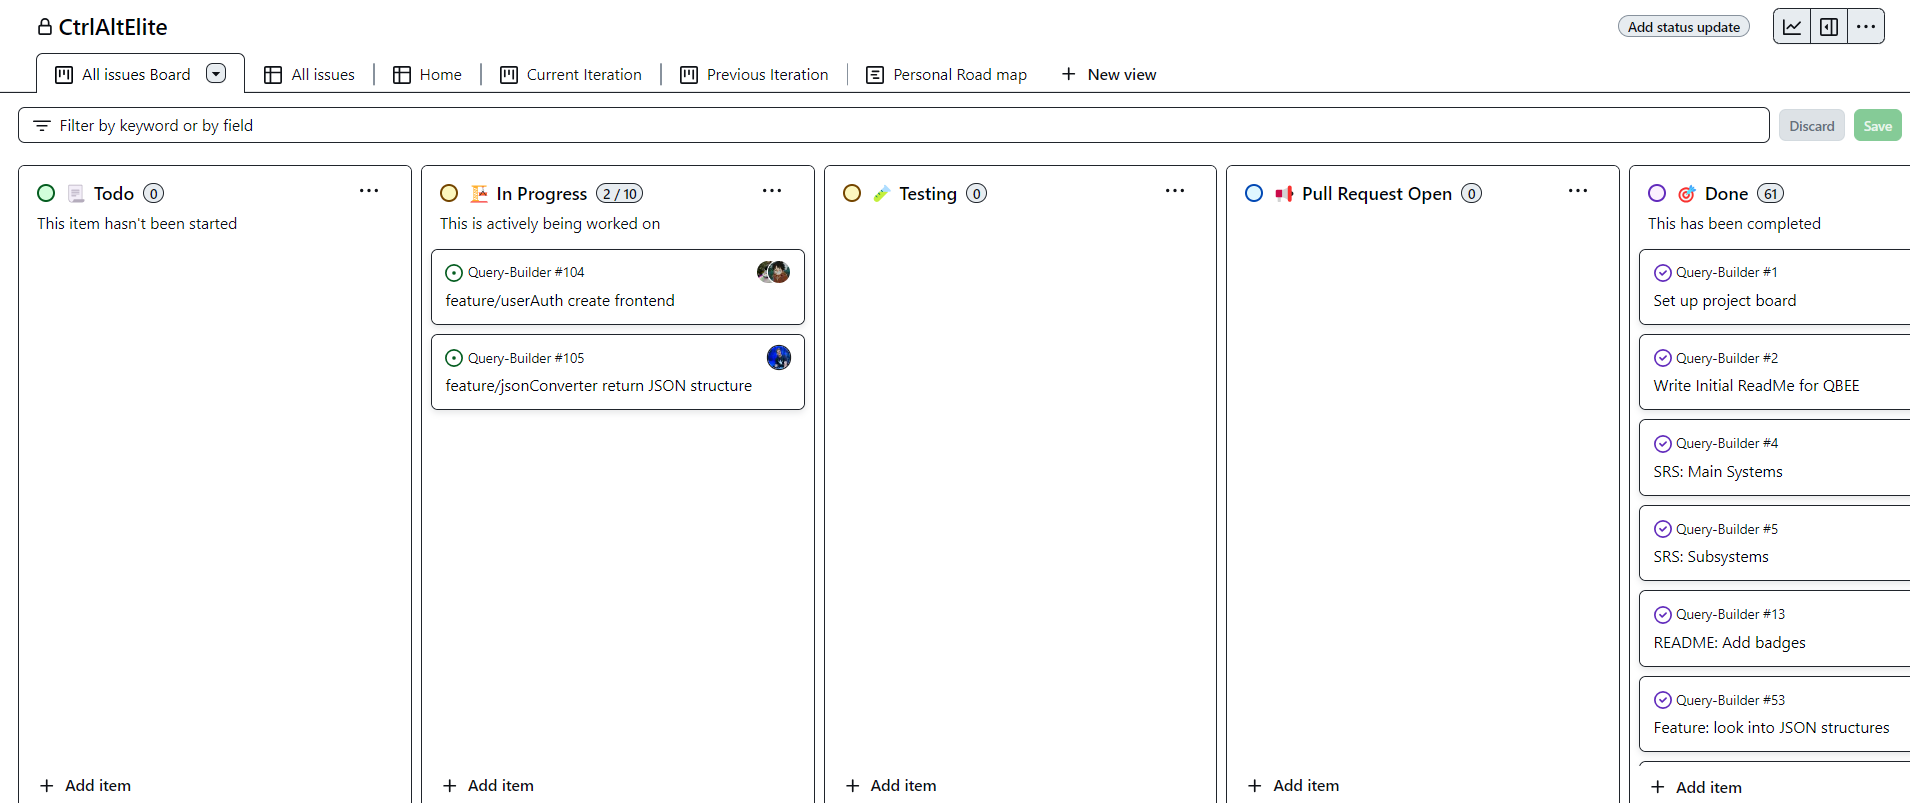 CtrlAltElite
Add status update
All issues Board
All issues
Home
Current Iteration
Previous Iteration
Personal Road map
New view
Filter by keyword or by field
Discard
Save
Todo 0
This item hasn't been started
Add item
In Progress 2 / 10
This is actively being worked on
Query-Builder #104
feature/userAuth create frontend
Query-Builder #105
feature/jsonConverter return JSON structure
Add item
Testing 0
Add item
Pull Request Open 0
Add item
Done 61
This has been completed
Query-Builder #1
Set up project board
Query-Builder #2
Write Initial ReadMe for QBEE
Query-Builder #4
SRS: Main Systems
Query-Builder #5
SRS: Subsystems
Query-Builder #13
README: Add badges
Query-Builder #53
Feature: look into JSON structures
Add item